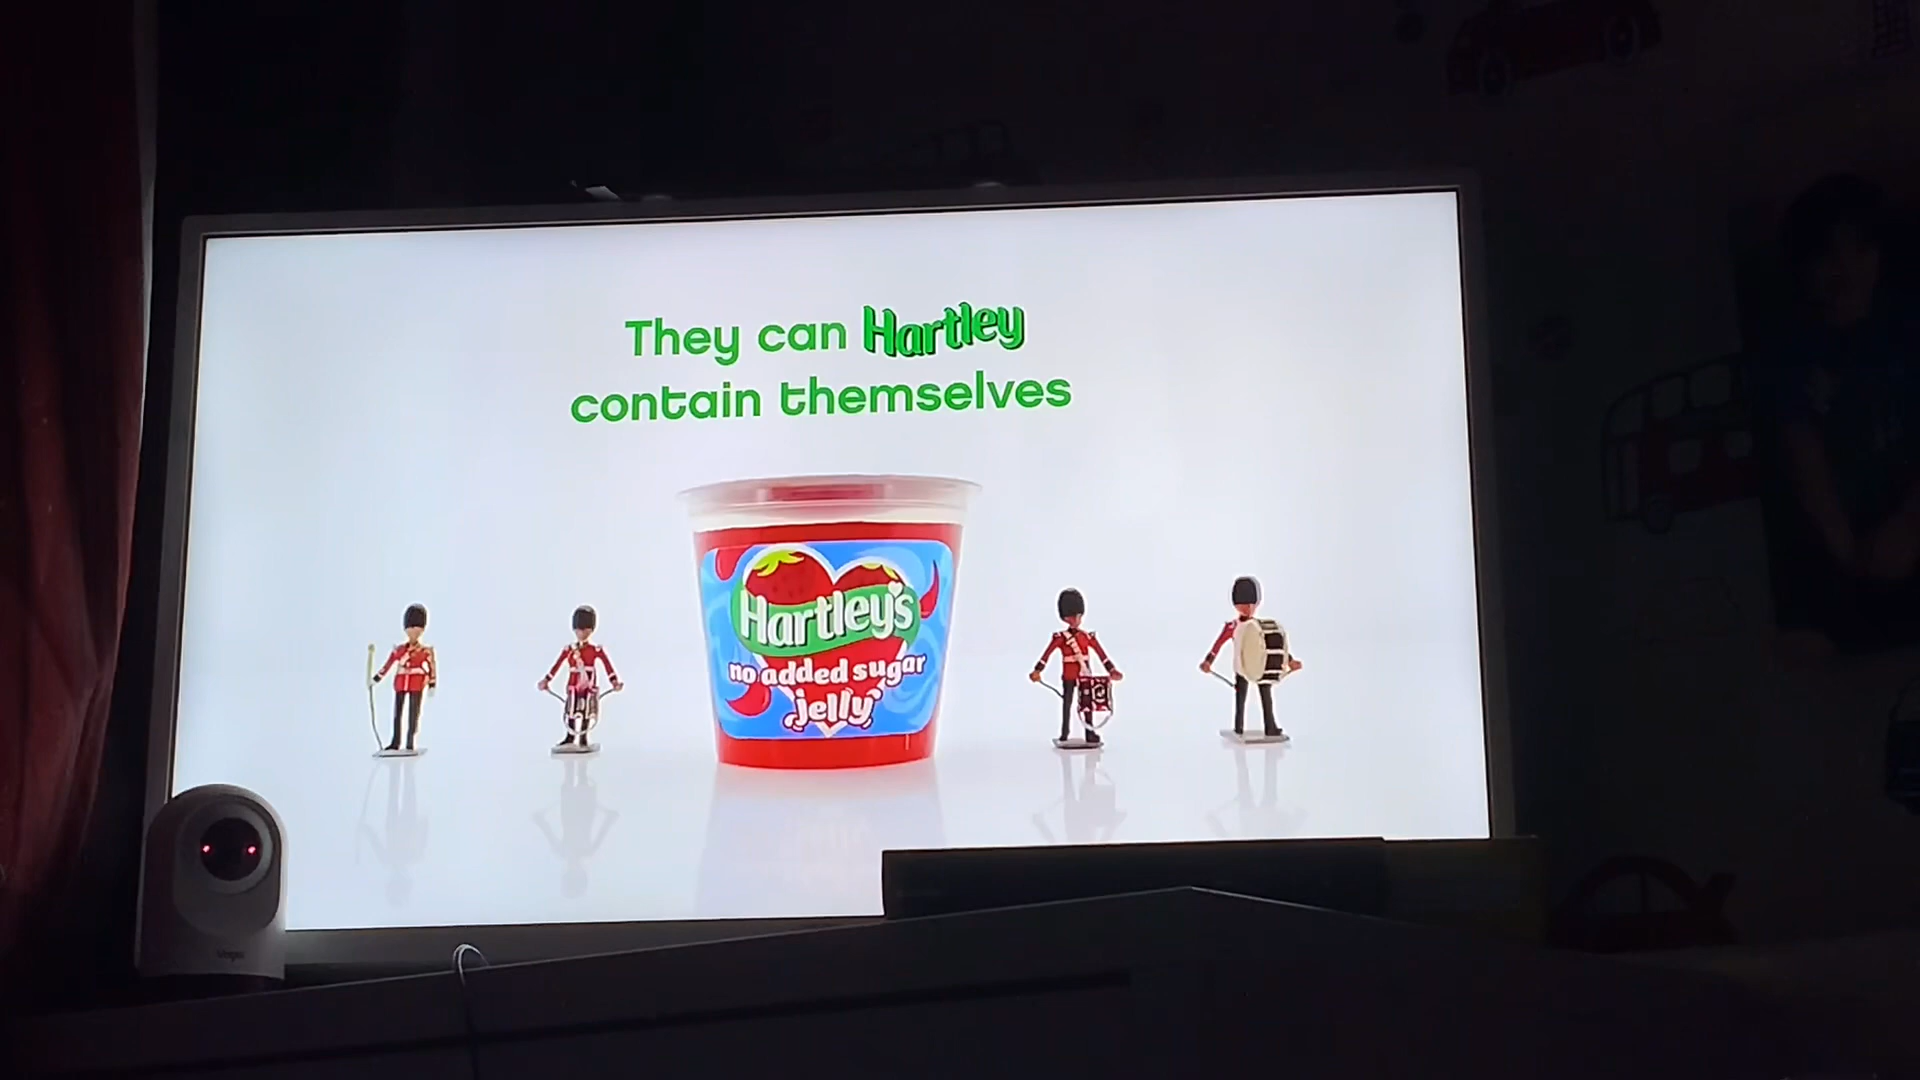 They can Hartley
contain themselves
Hartley's
no added sugar
jelly